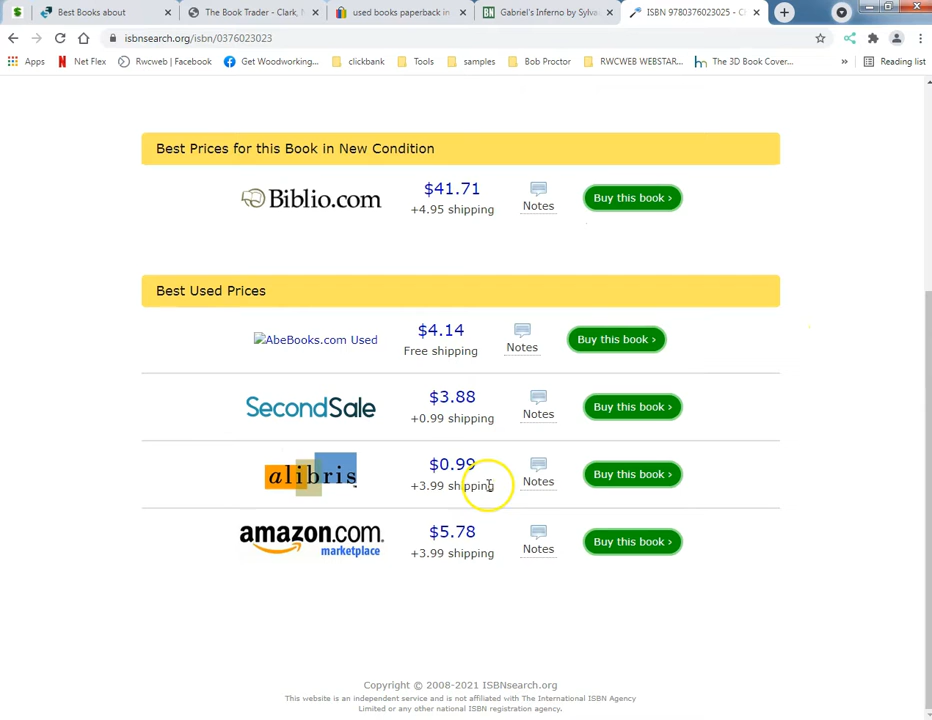 Best Books about
The Book Trader - Clark,
used books paperback in
Gabriel's Inferno by Sylva
ISBN 9780376023025 - C
isbnsearch.org/isbn/0376023023
Apps
Net Flex
Rwcweb | Facebook
Get Woodworking...
clickbank
Tools
samples
Bob Proctor
RWCWEB WEBSTAR...
The 3D Book Cover...
»
Reading list
Best Prices for this Book in New Condition
Biblio.com
$41.71
+4.95 shipping
Notes
Buy this book ›
Best Used Prices
AbeBooks.com Used
$4.14
Free shipping
Notes
Buy this book ›
SecondSale
$3.88
+0.99 shipping
Notes
Buy this book ›
alibris
$0.99
+3.99 shipping
Notes
Buy this book ›
amazon.com.
marketplace
$5.78
+3.99 shipping
Notes
Buy this book ›
Copyright © 2008-2021 ISBNsearch.org
This website is an independent service and is not affiliated with The International ISBN Agency
Limited or any other national ISBN registration agency.